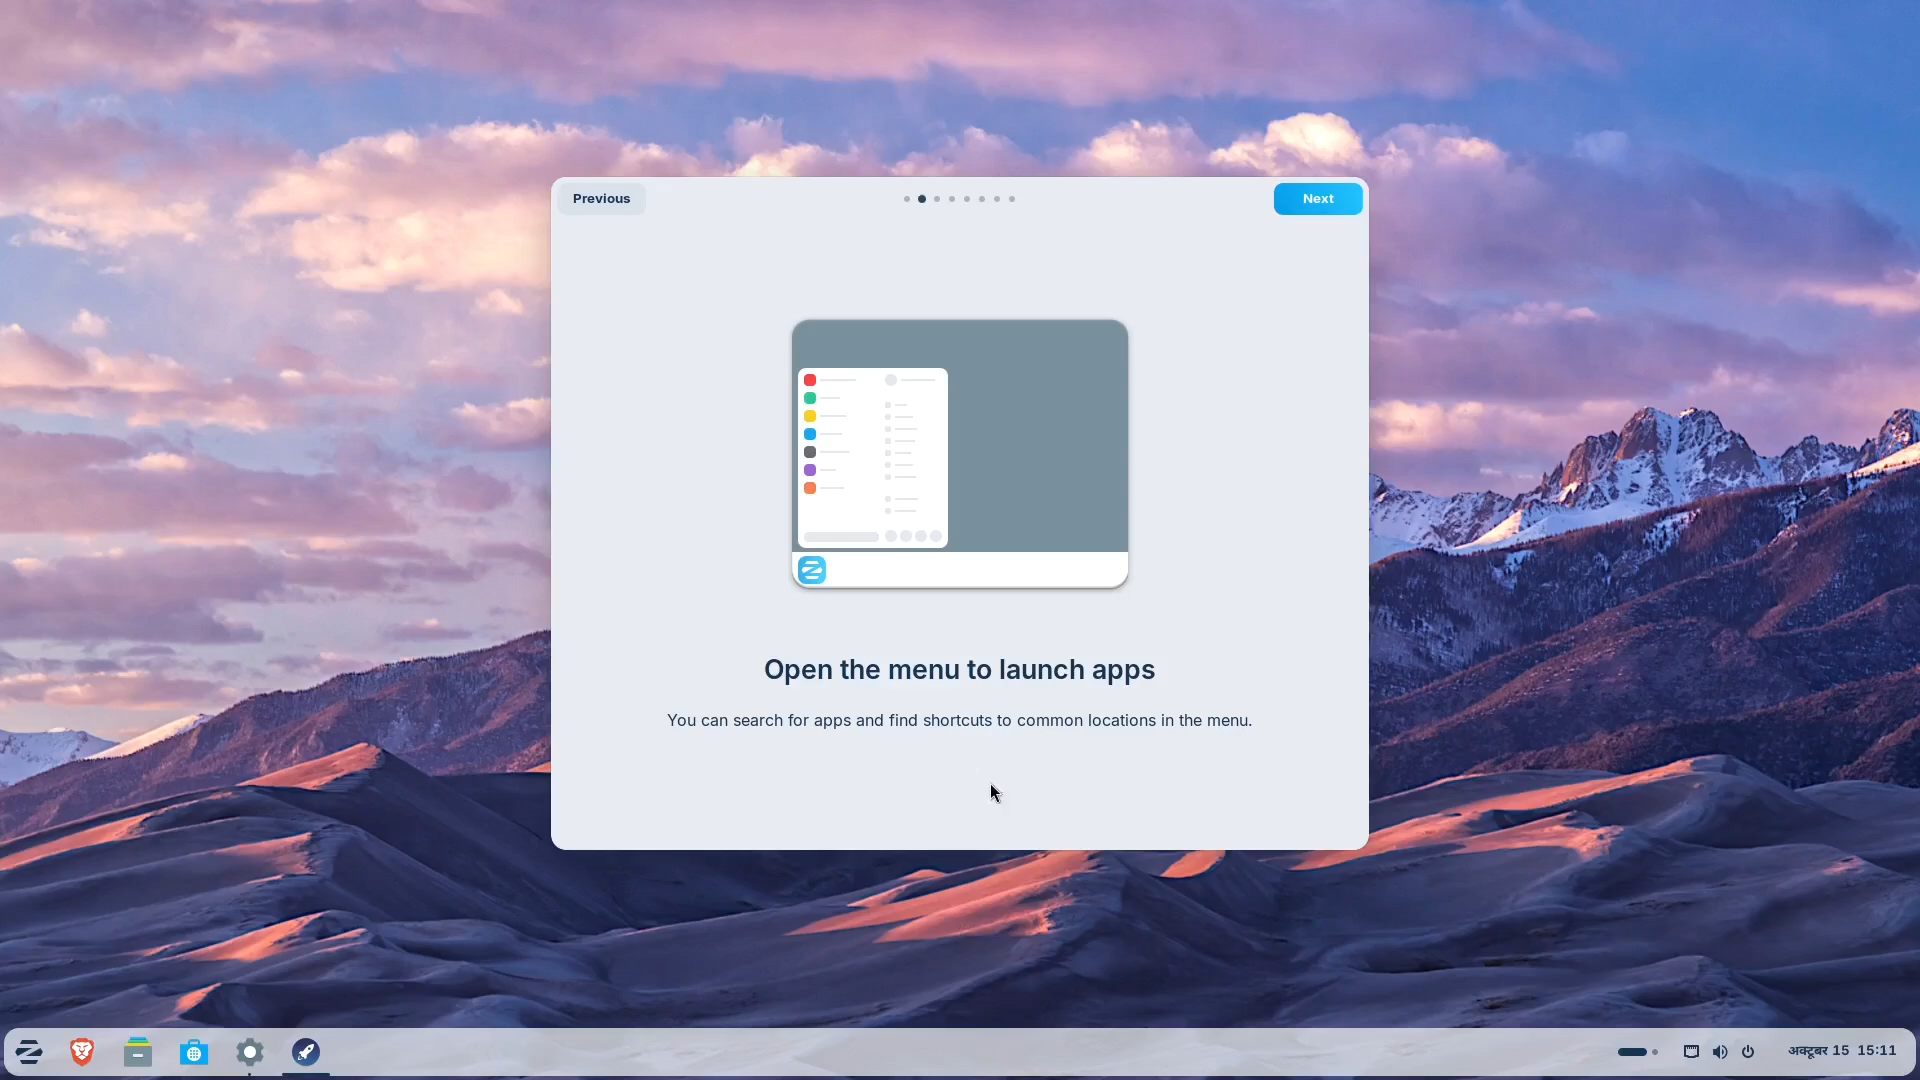 Previous
Next
Open the menu to launch apps
You can search for apps and find shortcuts to common locations in the menu.
अक्टूबर 15 15:11